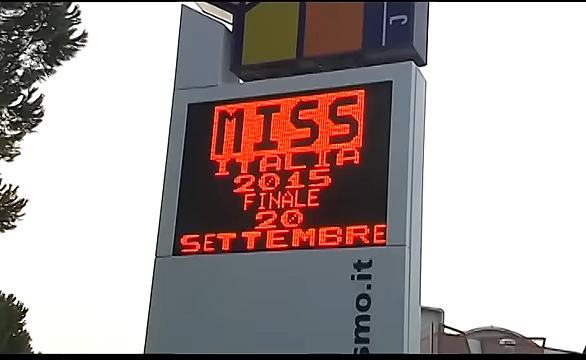 MISS
ITALIA
2015
FINALE
20
SETTEMBRE
smo.it
J